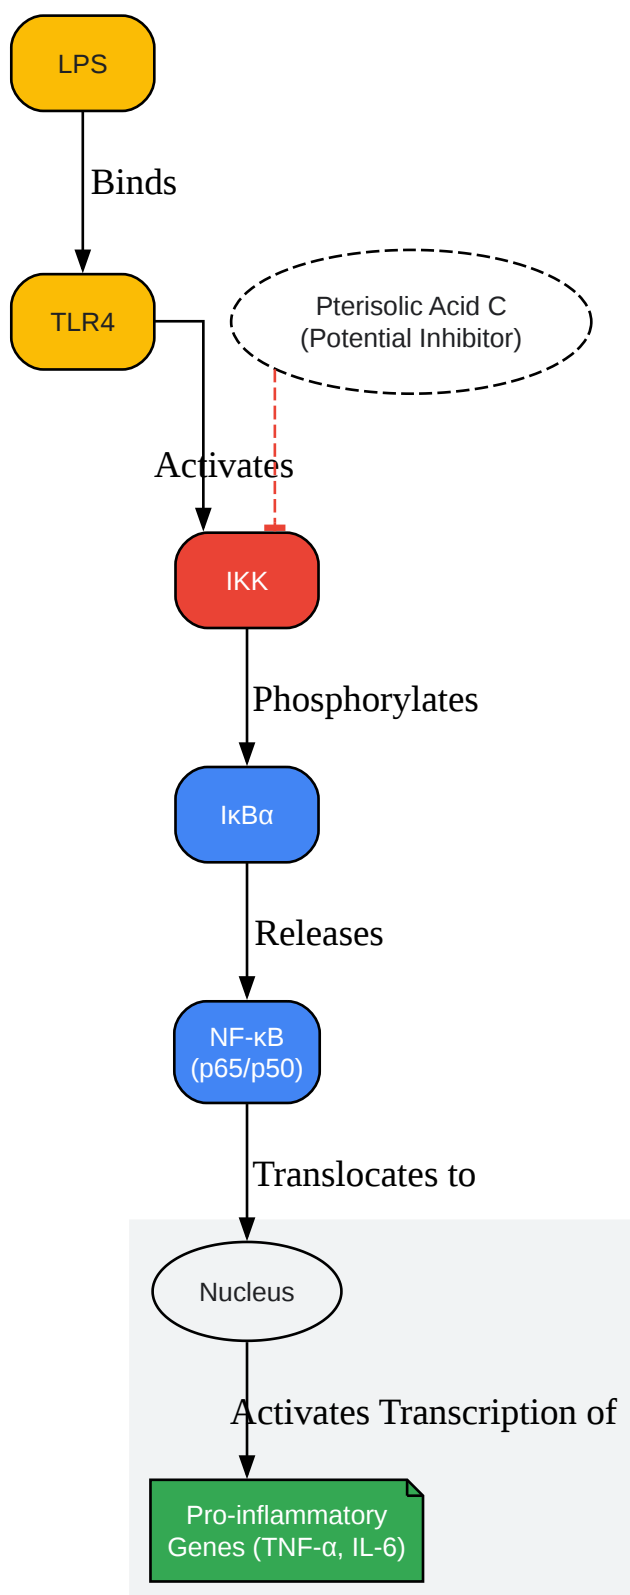 LPS
Binds
TLR4
Pterisolic Acid C
(Potential Inhibitor)
Activates
IKK
Phosphorylates
IκBα
Releases
NF-κB
(p65/p50)
Translocates to
Nucleus
Activates Transcription of
Pro-inflammatory
Genes (TNF-α, IL-6)